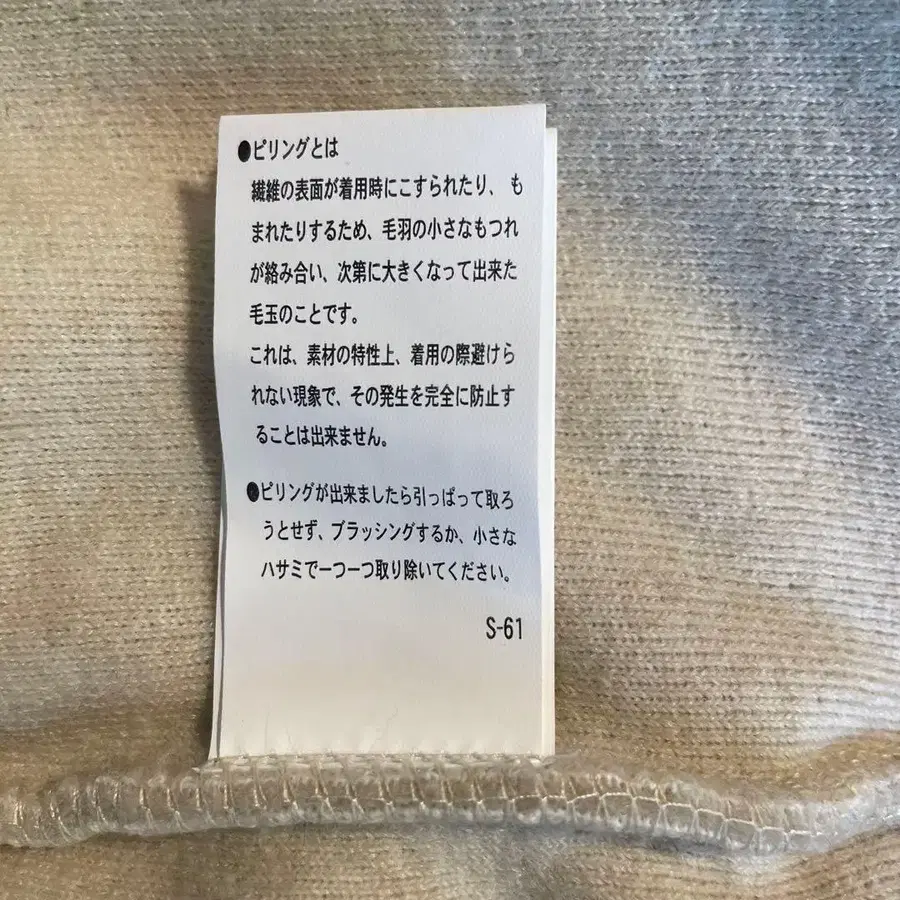 ●ピリングとは
繊維の表面が着用時にこすられたり、も
まれたりするため、毛羽の小さなもつれ
が絡み合い、次第に大きくなって出来た
毛玉のことです。
これは、素材の特性上、着用の際避けら
れない現象で、その発生を完全に防止す
ることは出来ません。
●ピリングが出来ましたら引っぱって取ろ
うとせず、ブラッシングするか、小さな
ハサミで一つ一つ取り除いてください。
S-61